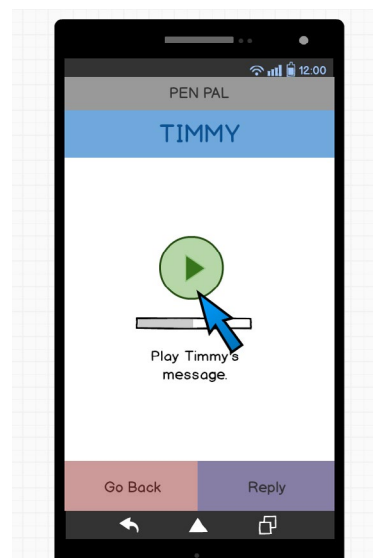 12:00
PEN PAL
TIMMY
Play Timmy's
message.
Go Back
Reply